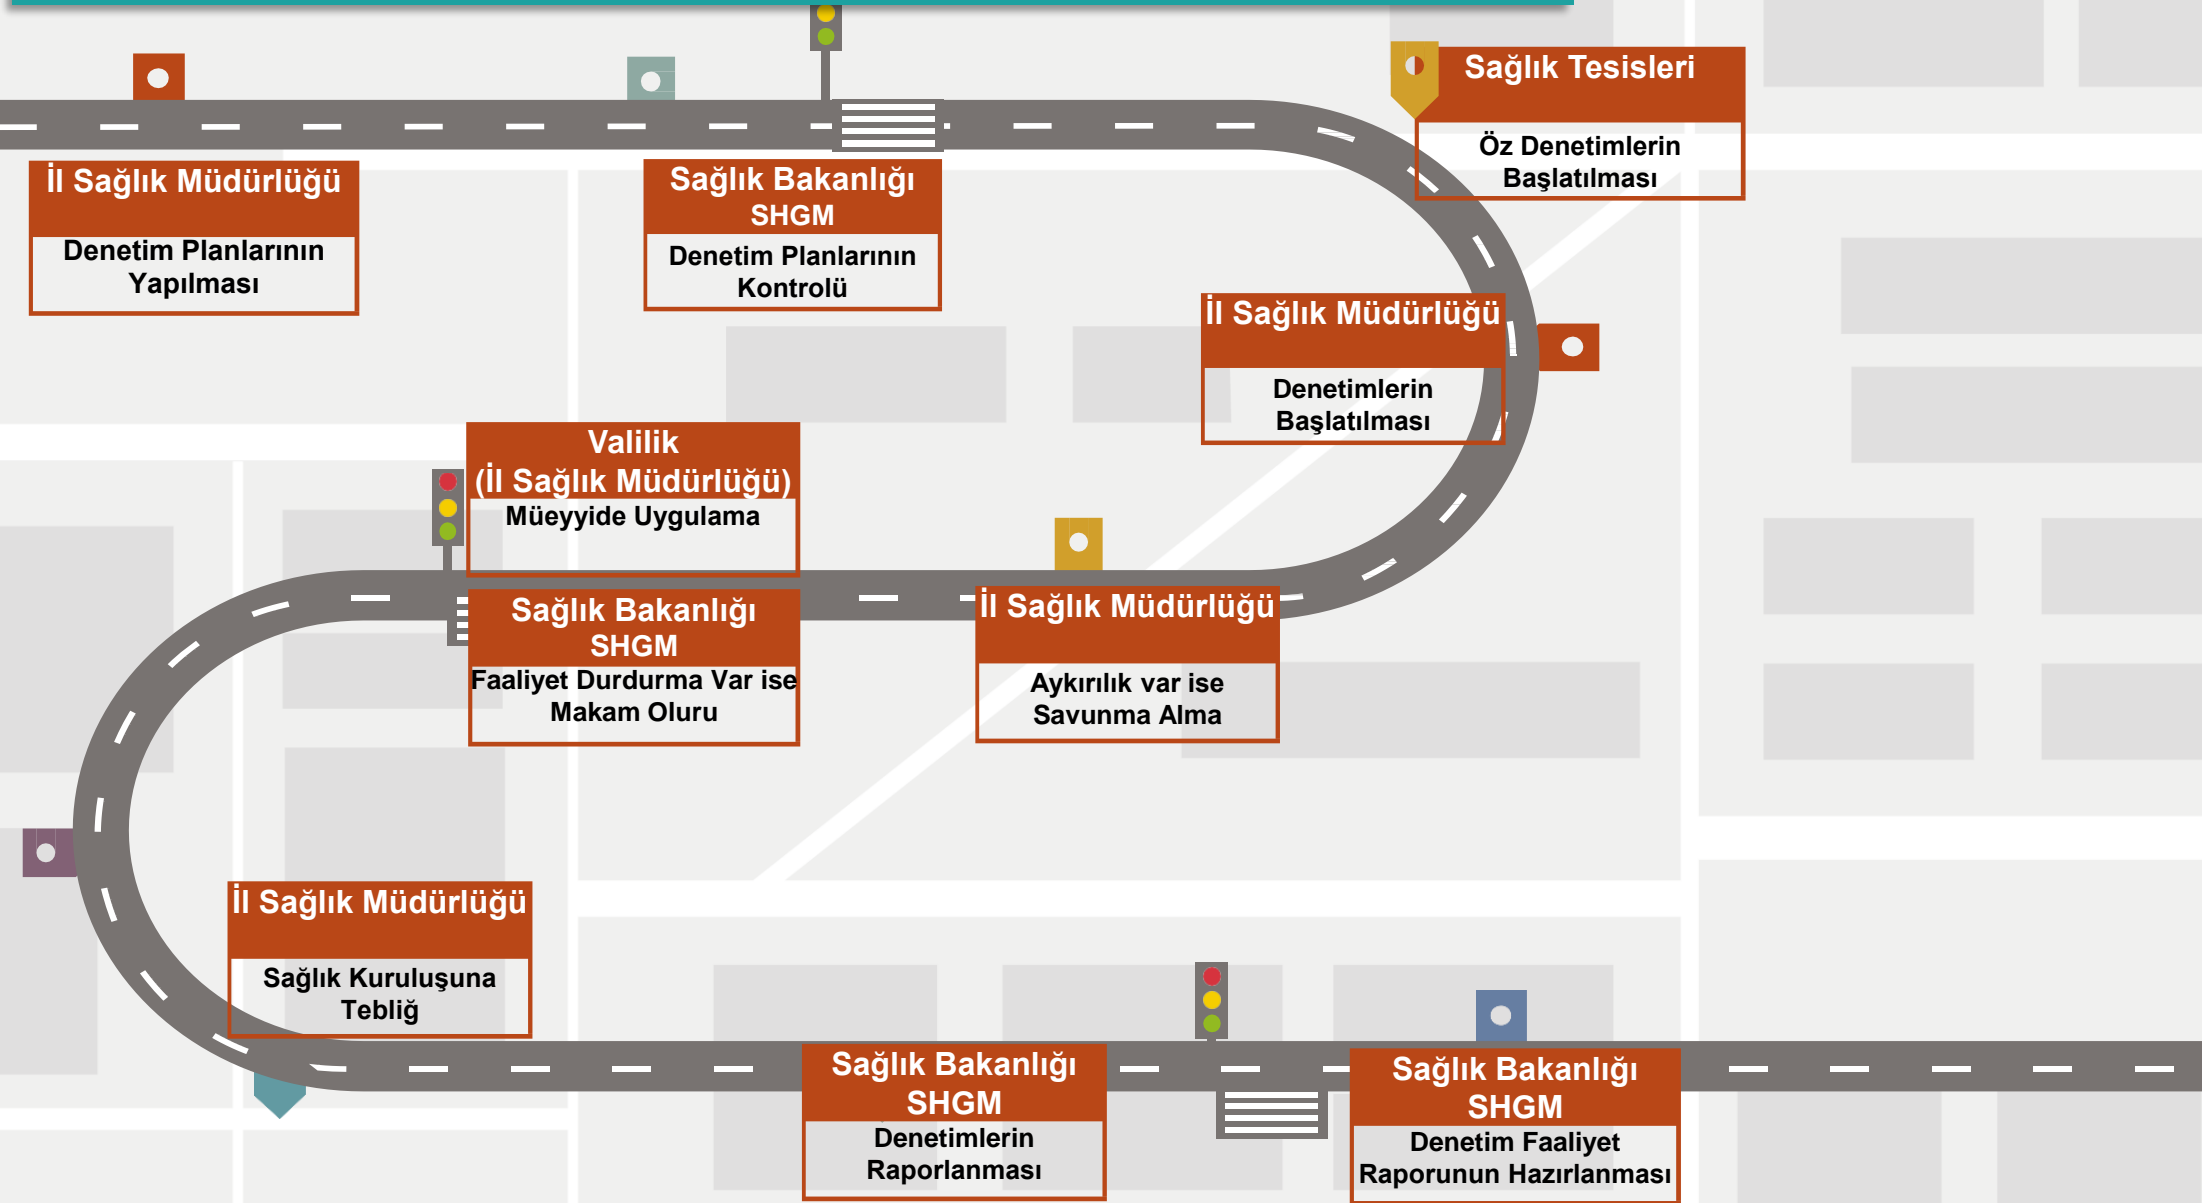 İl Sağlık Müdürlüğü
Denetim Planlarının
Yapılması
Sağlık Bakanlığı
SHGM
Denetim Planlarının
Kontrolü
Sağlık Tesisleri
Öz Denetimlerin
Başlatılması
İl Sağlık Müdürlüğü
Denetimlerin
Başlatılması
İl Sağlık Müdürlüğü
Aykırılık var ise
Savunma Alma
Valilik
(İl Sağlık Müdürlüğü)
Müeyyide Uygulama
Sağlık Bakanlığı
SHGM
Faaliyet Durdurma Var ise
Makam Oluru
İl Sağlık Müdürlüğü
Sağlık Kuruluşuna
Tebliğ
Sağlık Bakanlığı
SHGM
Denetimlerin
Raporlanması
Sağlık Bakanlığı
SHGM
Denetim Faaliyet
Raporunun Hazırlanması